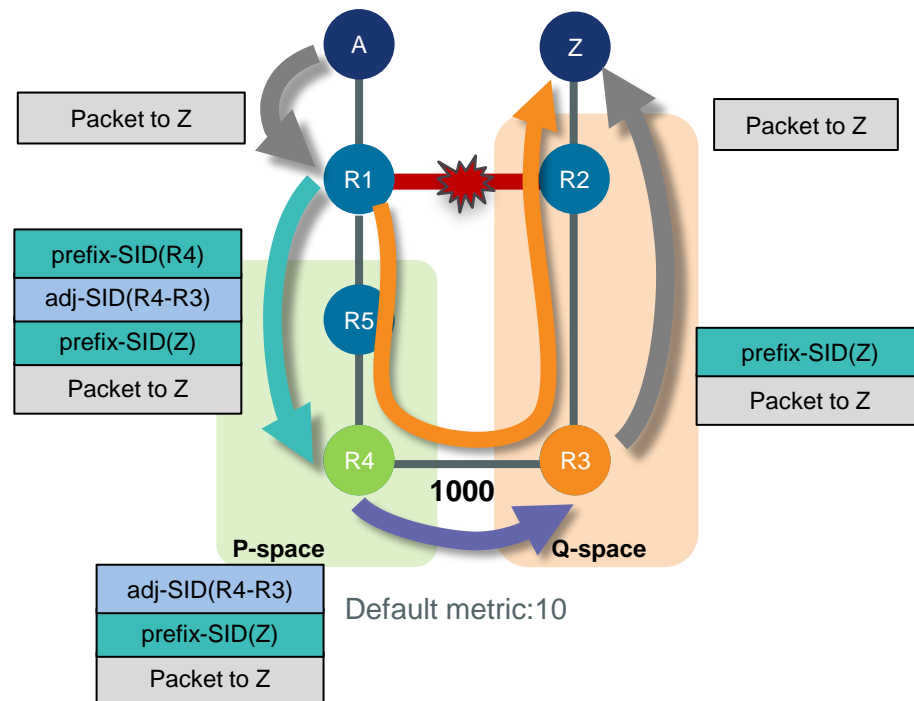 A
Z
Packet to Z
Packet to Z
R1
R2
prefix-SID(R4)
adj-SID(R4-R3)
prefix-SID(Z)
Packet to Z
R5
prefix-SID(Z)
Packet to Z
R4
R3
1000
P-space
Q-space
adj-SID(R4-R3)
prefix-SID(Z)
Packet to Z
Default metric:10